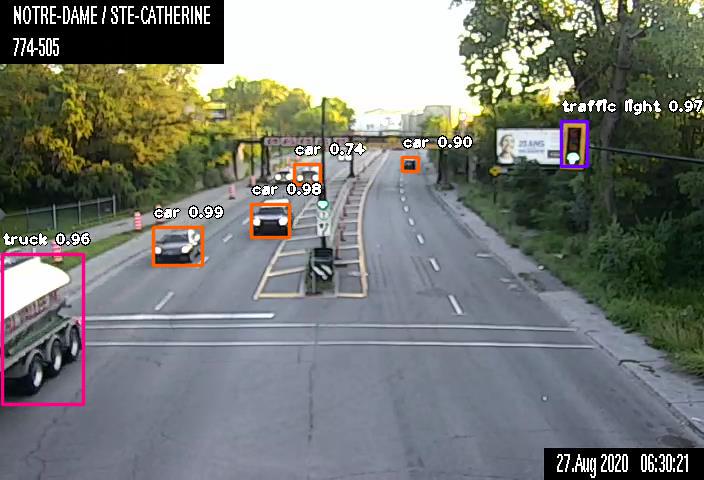 NOTRE-DAME / STE-CATHERINE
774-505
traffic light 0.97
car 0.90
car 0.74
car 0.98
car 0.99
truck 0.96
27.Aug 2020 06:30:21